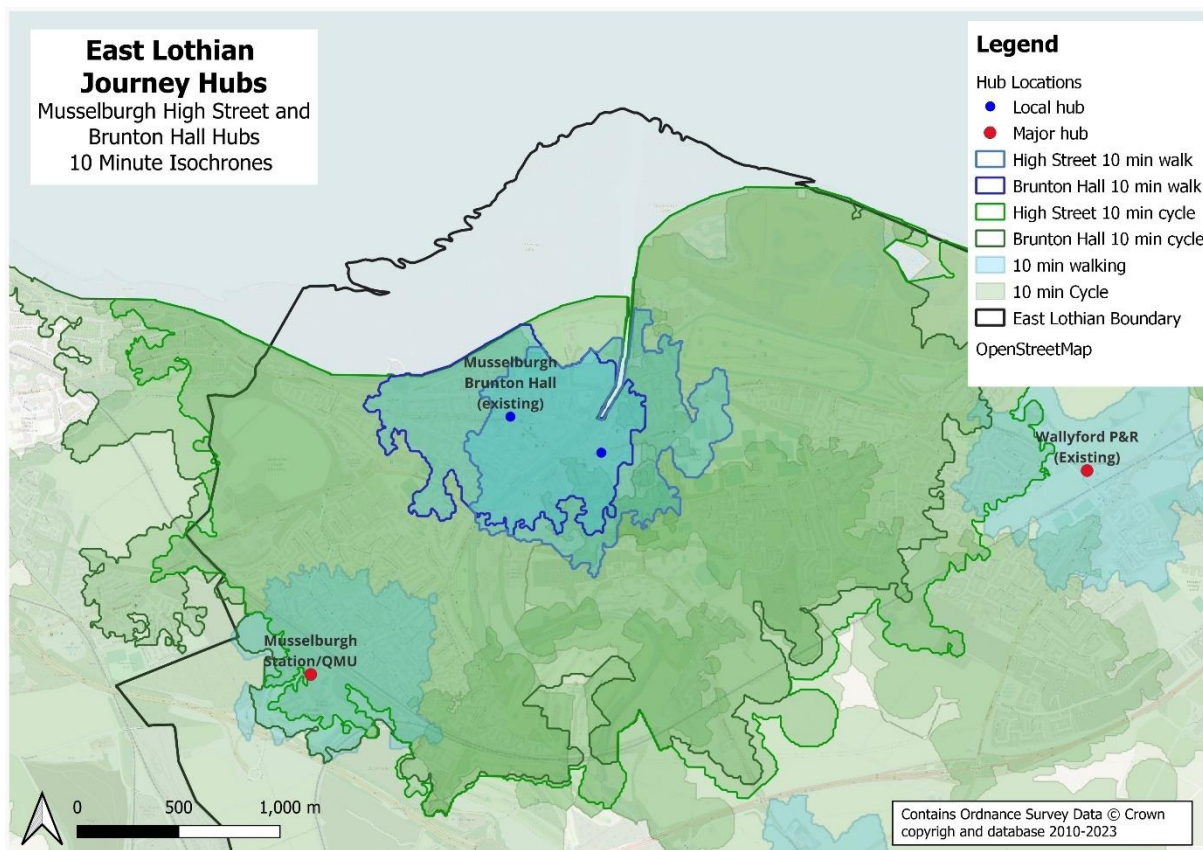 East Lothian
Journey Hubs
Musselburgh High Street and
Brunton Hall Hubs
10 Minute Isochrones
Legend
Hub Locations
Local hub
Major hub
High Street 10 min walk
Brunton Hall 10 min walk
High Street 10 min cycle
Brunton Hall 10 min cycle
10 min walking
10 min Cycle
East Lothian Boundary
OpenStreetMap
Musselburgh
Brunton Hall
(existing)
Wallyford P&R
(Existing)
Musselburgh
Station/QMU
0 500 1,000 m
Contains Ordnance Survey Data © Crown
copyrigh and database 2010-2023